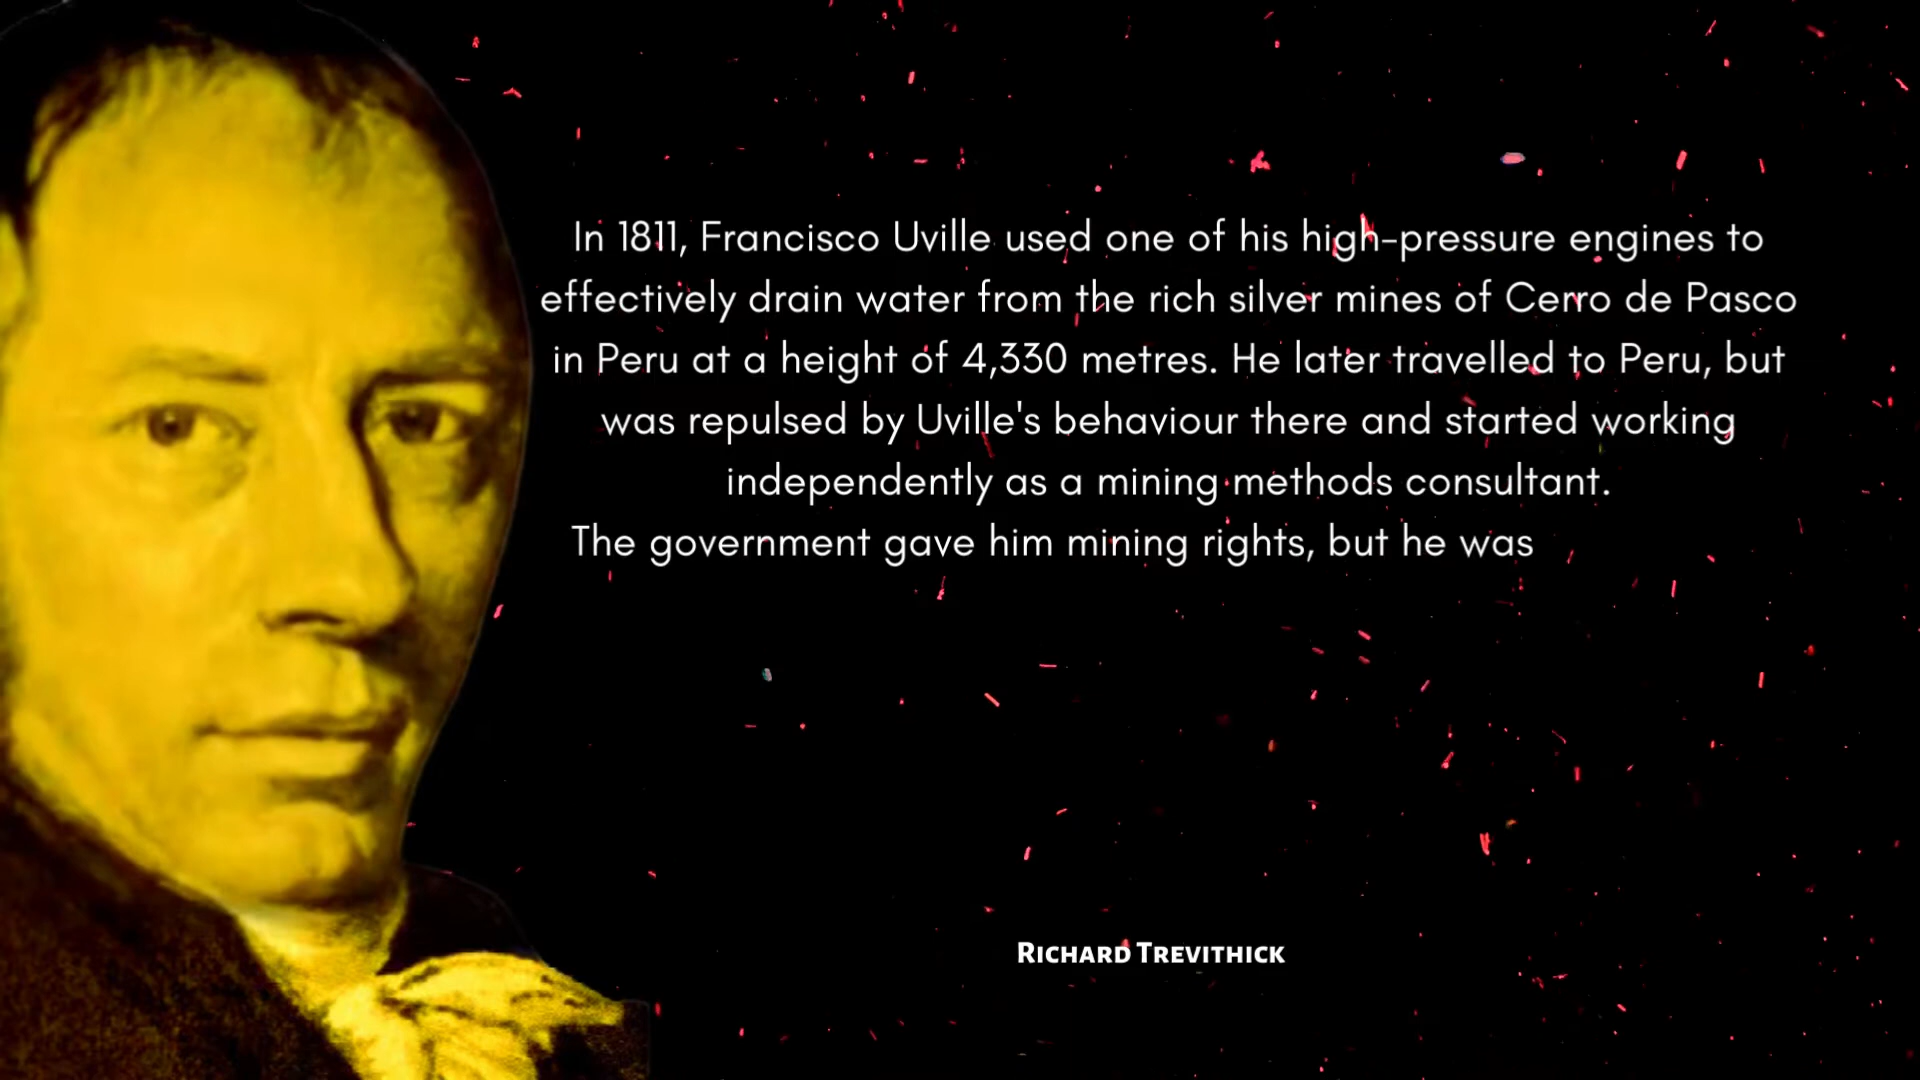 In 1811, Francisco Uville used one of his high-pressure engines to
effectively drain water from the rich silver mines of Cerro de Pasco
in Peru at a height of 4,330 metres. He later travelled to Peru, but
was repulsed by Uville's behaviour there and started working
independently as a mining methods consultant.
The government gave him mining rights, but he was
Richard Trevithick